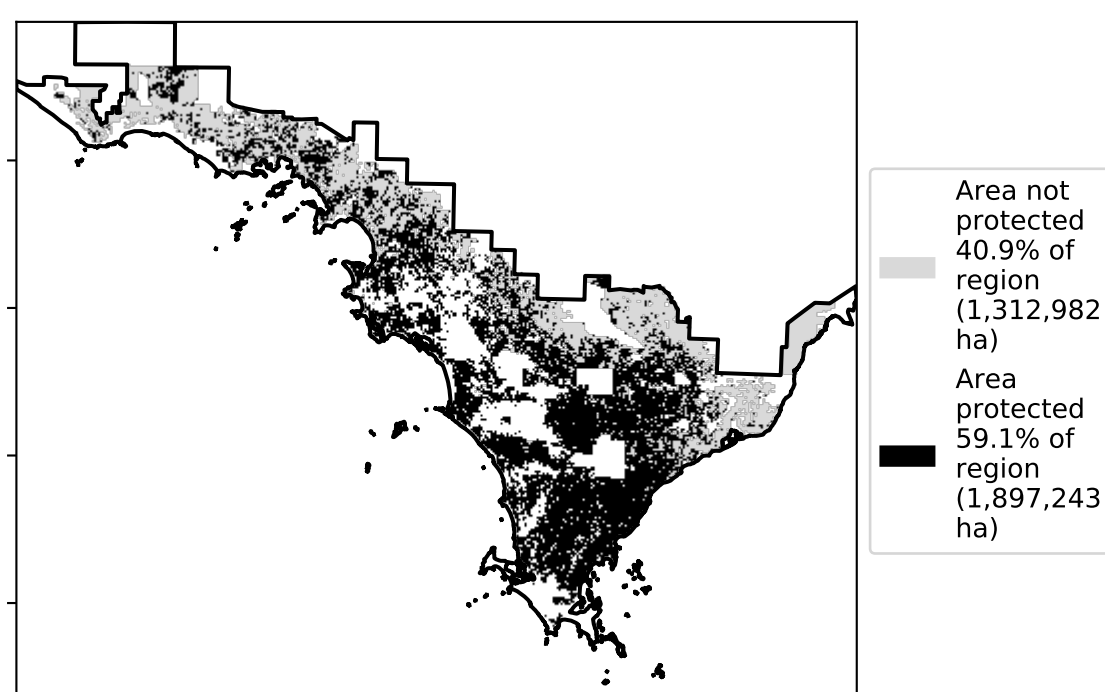 Area not
protected
40.9% of
region
(1,312,982
ha)
Area
protected
59.1% of
region
(1,897,243
ha)